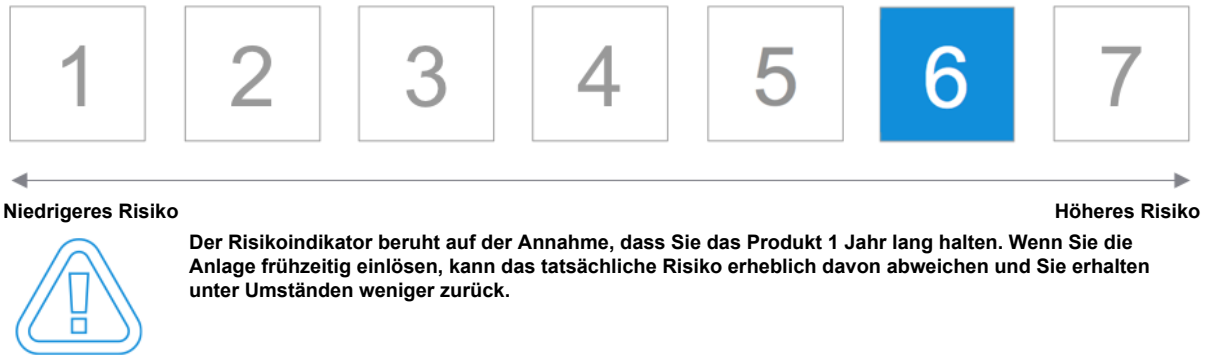 1 2 3 4 5 6 7
Niedrigeres Risiko Höheres Risiko
Der Risikoindikator beruht auf der Annahme, dass Sie das Produkt 1 Jahr lang halten. Wenn Sie die
Anlage frühzeitig einlösen, kann das tatsächliche Risiko erheblich davon abweichen und Sie erhalten
unter Umständen weniger zurück.